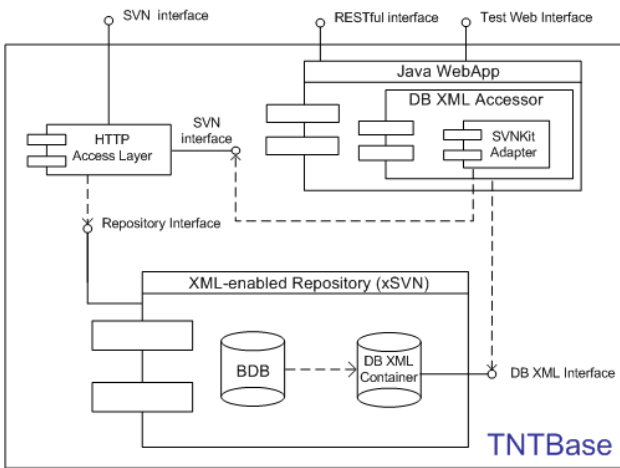 SVN interface
RESTful interface
Test Web Interface
Java WebApp
DB XML Accessor
HTTP
Access Layer
SVN
interface
SVNKit
Adapter
Repository Interface
XML-enabled Repository (xSVN)
BDB
DB XML
Container
DB XML Interface
TNTBase